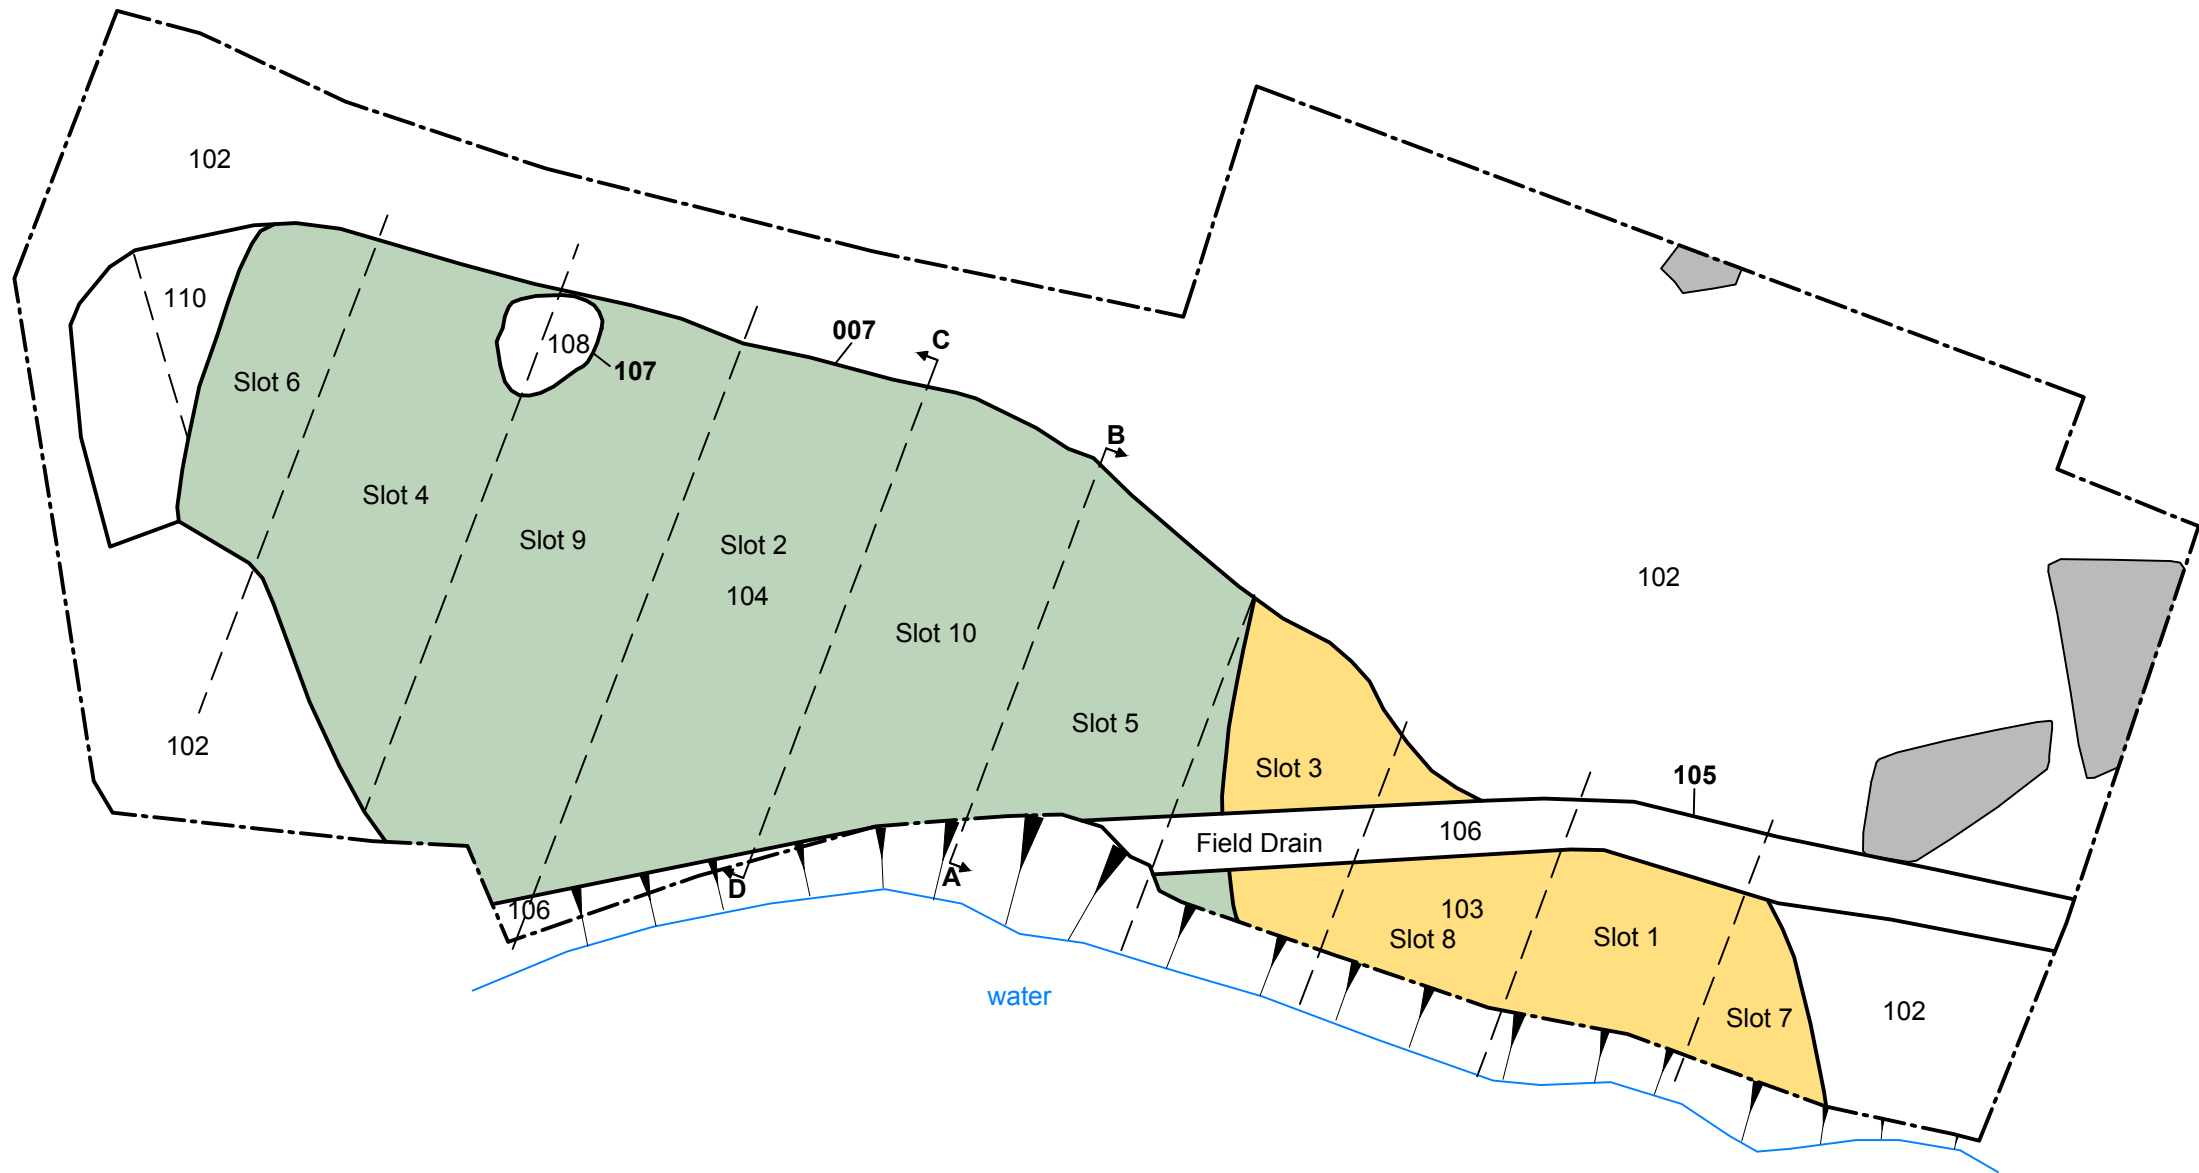 102
110
007
C
108
107
Slot 6
B
Slot 4
Slot 9
Slot 2
104
102
Slot 10
Slot 5
102
Slot 3
105
106
Field Drain
A
D
106
103
Slot 8
Slot 1
water
Slot 7
102